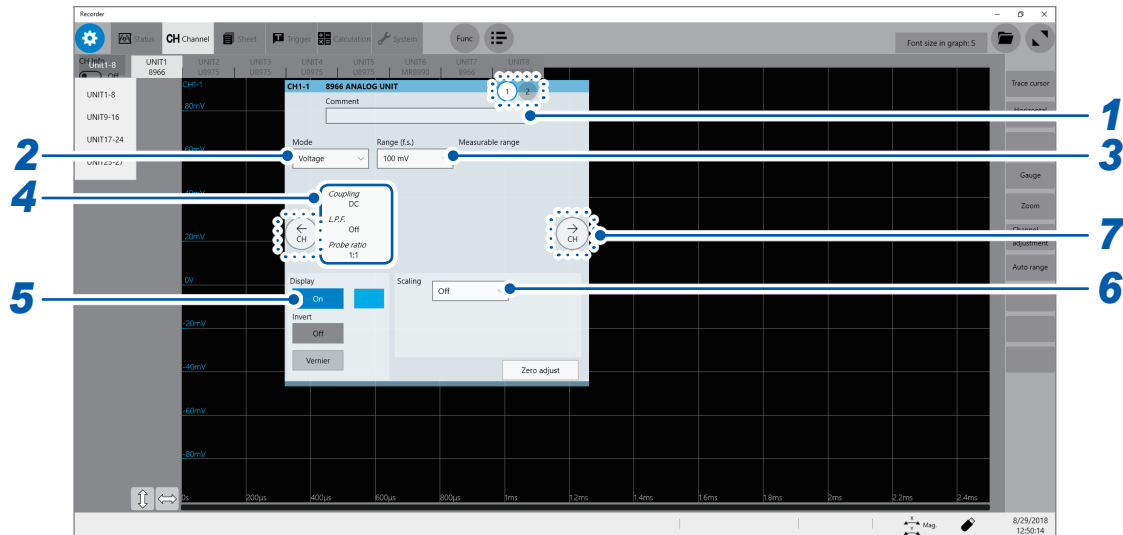 Recorder
Status CH Channel Sheet Trigger Calculation System Func Font size in graph: S
CH Info
Unit1-8 UNIT1 UNIT2 UNIT3 UNIT4 UNIT5 UNIT6 UNIT7 UNIT8
Off 8966 U8975 U8975 U8975 U8975 MR8990 8966
UNIT1-8
UNIT9-16
UNIT17-24
UNIT25-27
CH1-1
80mV
60mV
40mV
20mV
0V
-20mV
-40mV
-60mV
-80mV
CH1-1 8966 ANALOG UNIT 1 2
Comment
Mode Range (f.s.) Measurable range
Voltage 100 mV
Coupling
DC
L.P.F.
Off
Probe ratio
1:1
← CH
→ CH
Display Scaling
On Off
Invert
Off
Vernier
Zero adjust
Trace cursor
Horizontal
Gauge
Zoom
Channel
adjustment
Auto range
1
2
3
4
5
6
7
0s 200μs 400μs 600μs 800μs 1ms 1.2ms 1.4ms 1.6ms 1.8ms 2ms 2.2ms 2.4ms
X
Y
Mag.
8/29/2018
12:50:14